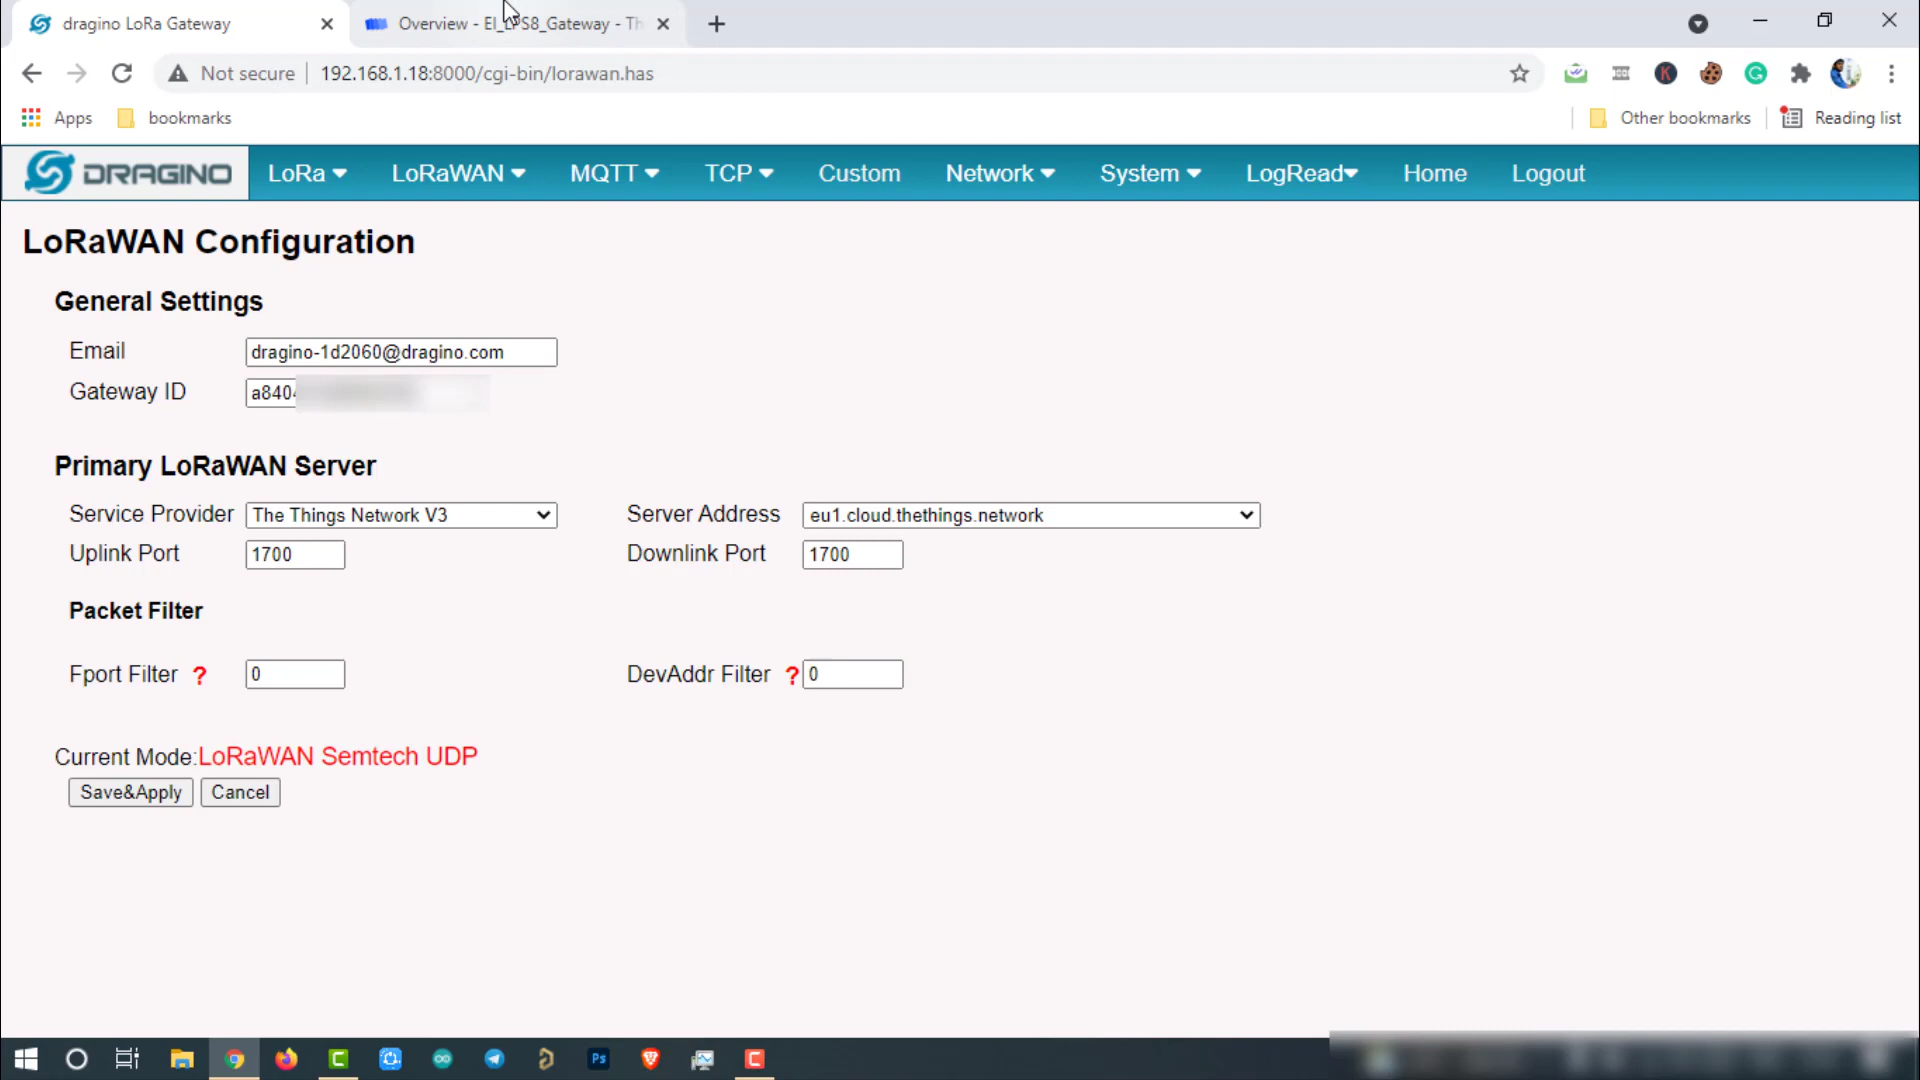 dragino LoRa Gateway
Overview - EI_LPS8_Gateway - Th
Not secure
192.168.1.18:8000/cgi-bin/lorawan.has
Apps
bookmarks
Other bookmarks
Reading list
DRAGINO
LoRa
LoRaWAN
MQTT
TCP
Custom
Network
System
LogRead
Home
Logout
LoRaWAN Configuration
General Settings
Email
dragino-1d2060@dragino.com
Gateway ID
a8404
Primary LoRaWAN Server
Service Provider
The Things Network V3
Server Address
eu1.cloud.thethings.network
Uplink Port
1700
Downlink Port
1700
Packet Filter
Fport Filter ?
0
DevAddr Filter ?
0
Current Mode:LoRaWAN Semtech UDP
Save&Apply
Cancel